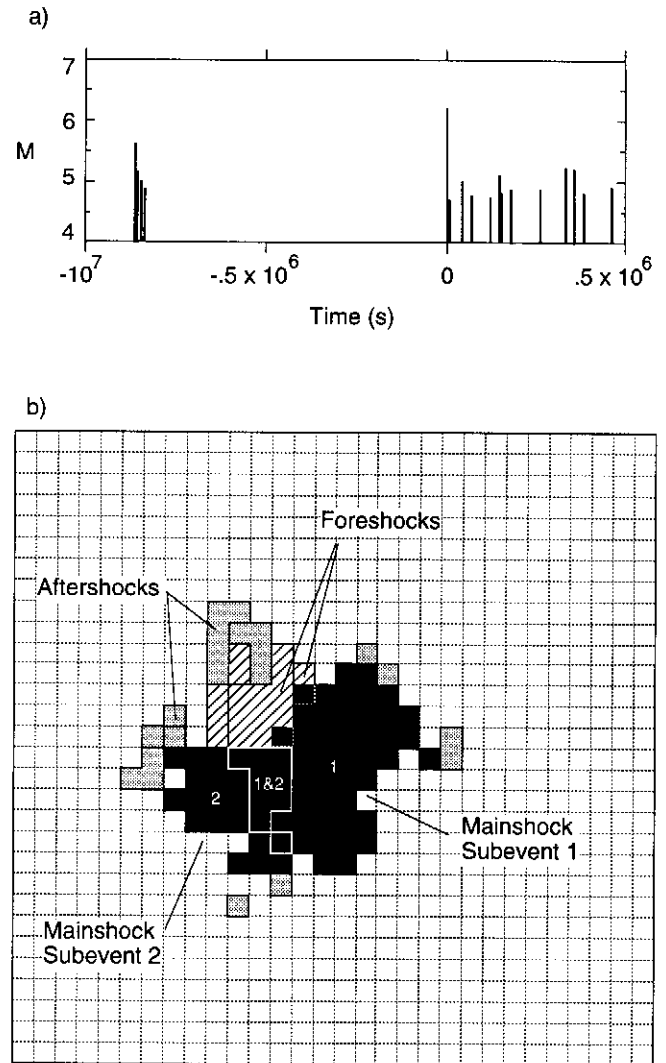 a)
7
6
M
5
4
-10^7
-.5 x 10^6
0
.5 x 10^6
Time (s)
b)
Foreshocks
Aftershocks
1
1&2
2
Mainshock
Subevent 1
Mainshock
Subevent 2